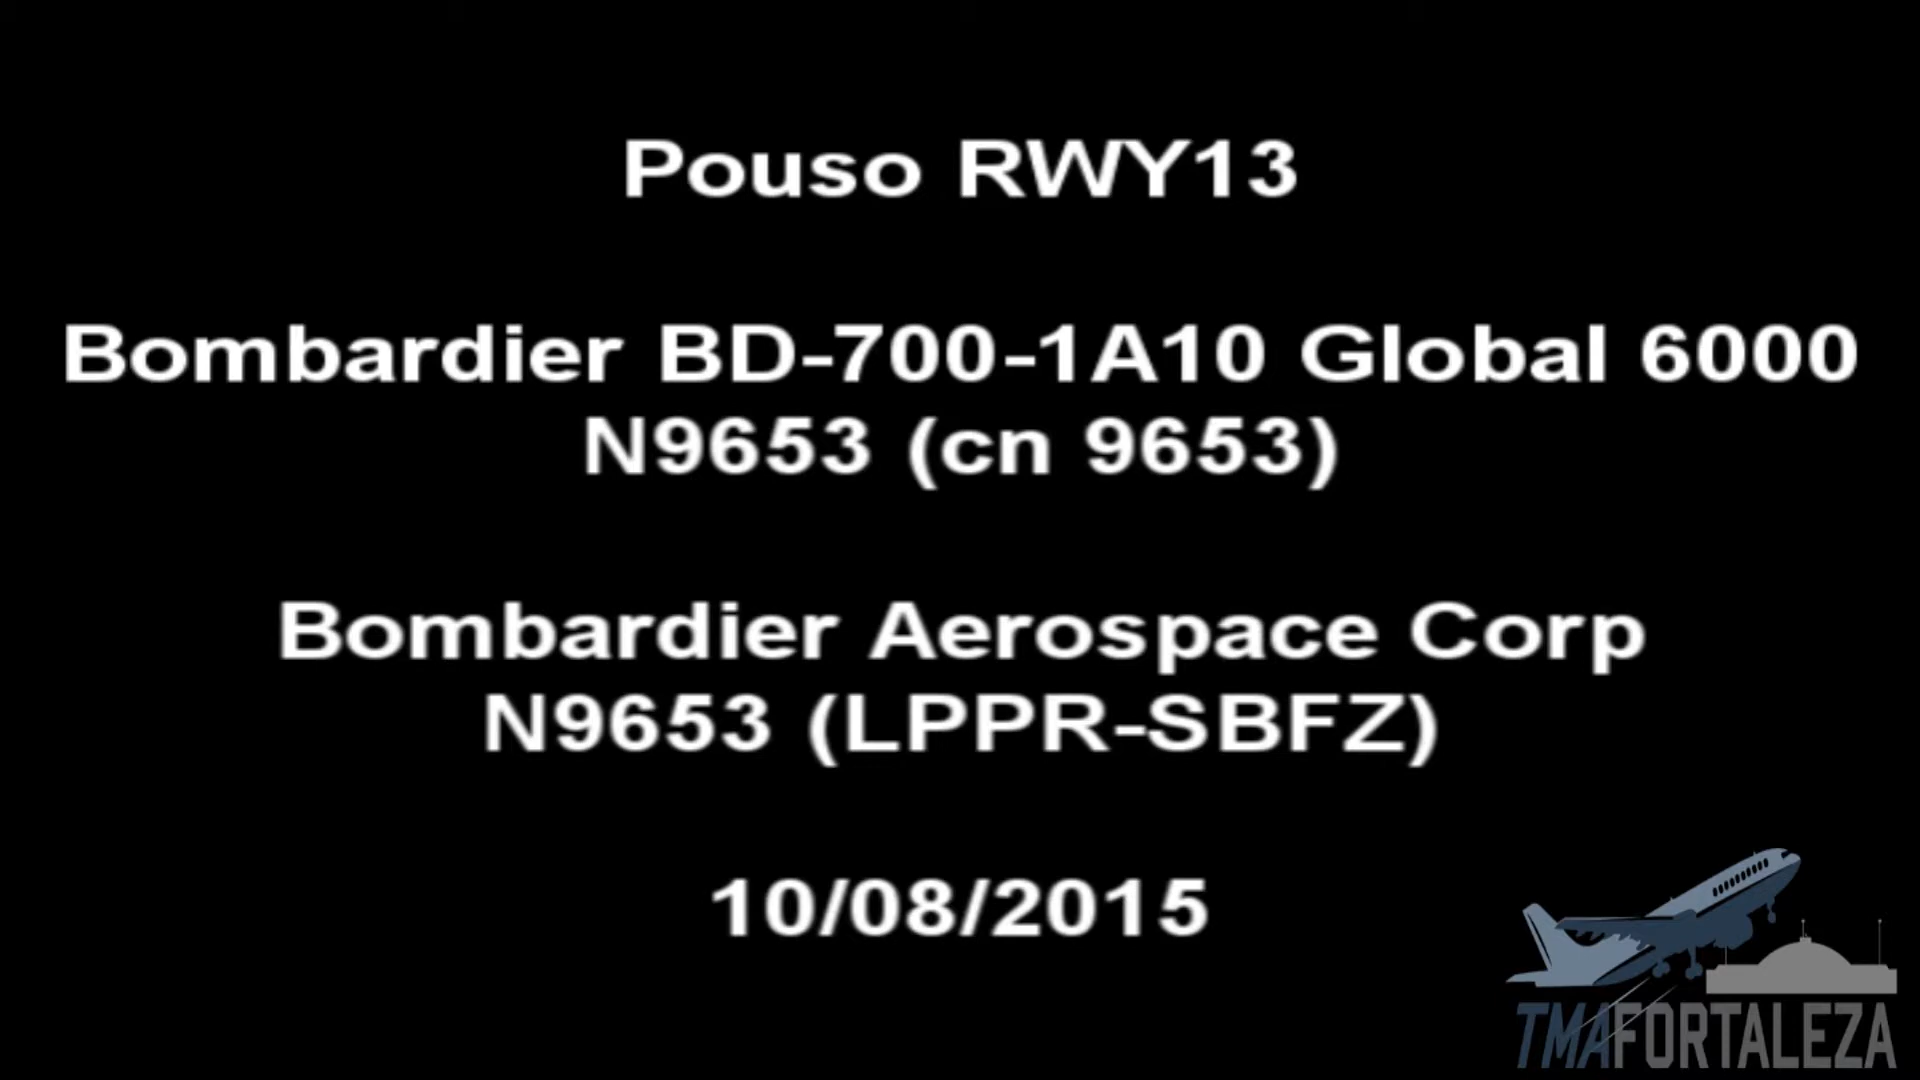 Pouso RWY13
Bombardier BD-700-1A10 Global 6000
N9653 (cn 9653)
Bombardier Aerospace Corp
N9653 (LPPR-SBFZ)
10/08/2015
TMAFORTALEZA